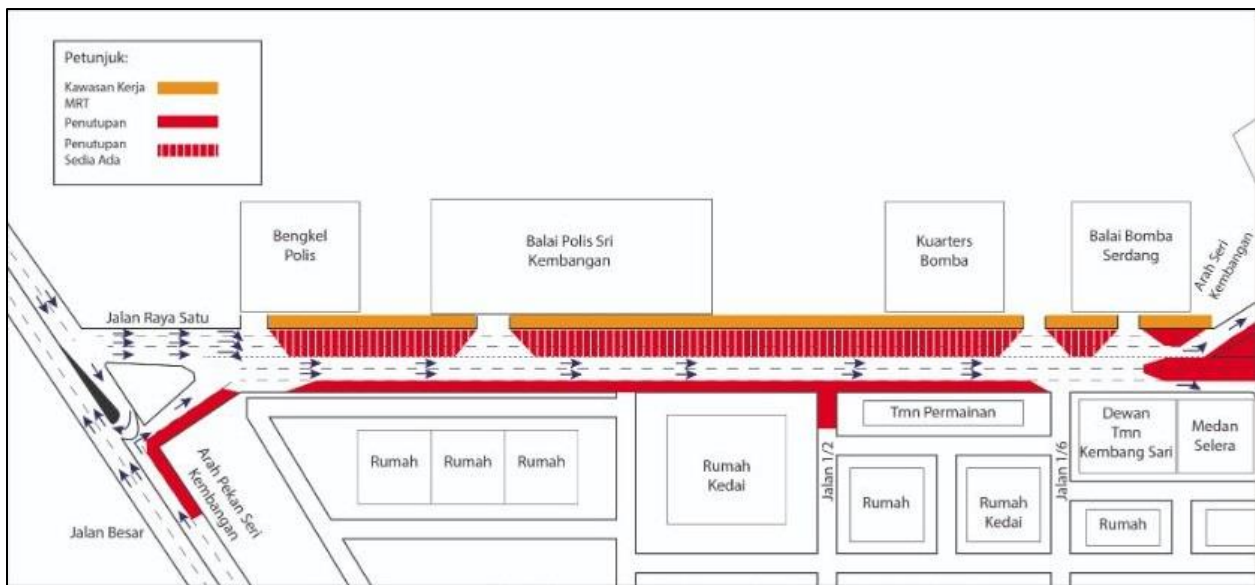 Petunjuk:
Kawasan Kerja
MRT
Penutupan
Penutupan
Sedia Ada
Bengkel
Polis
Balai Polis Sri
Kembangan
Kuarters
Bomba
Balai Bomba
Serdang
Arah Seri
Kembangan
Jalan Raya Satu
Arah Pekan Seri
Kembangan
Jalan Besar
Rumah
Rumah
Rumah
Rumah
Kedai
Jalan 1/2
Tmn Permainan
Rumah
Rumah
Kedai
Jalan 1/6
Dewan
Tmn
Kembang Sari
Medan
Selera
Rumah